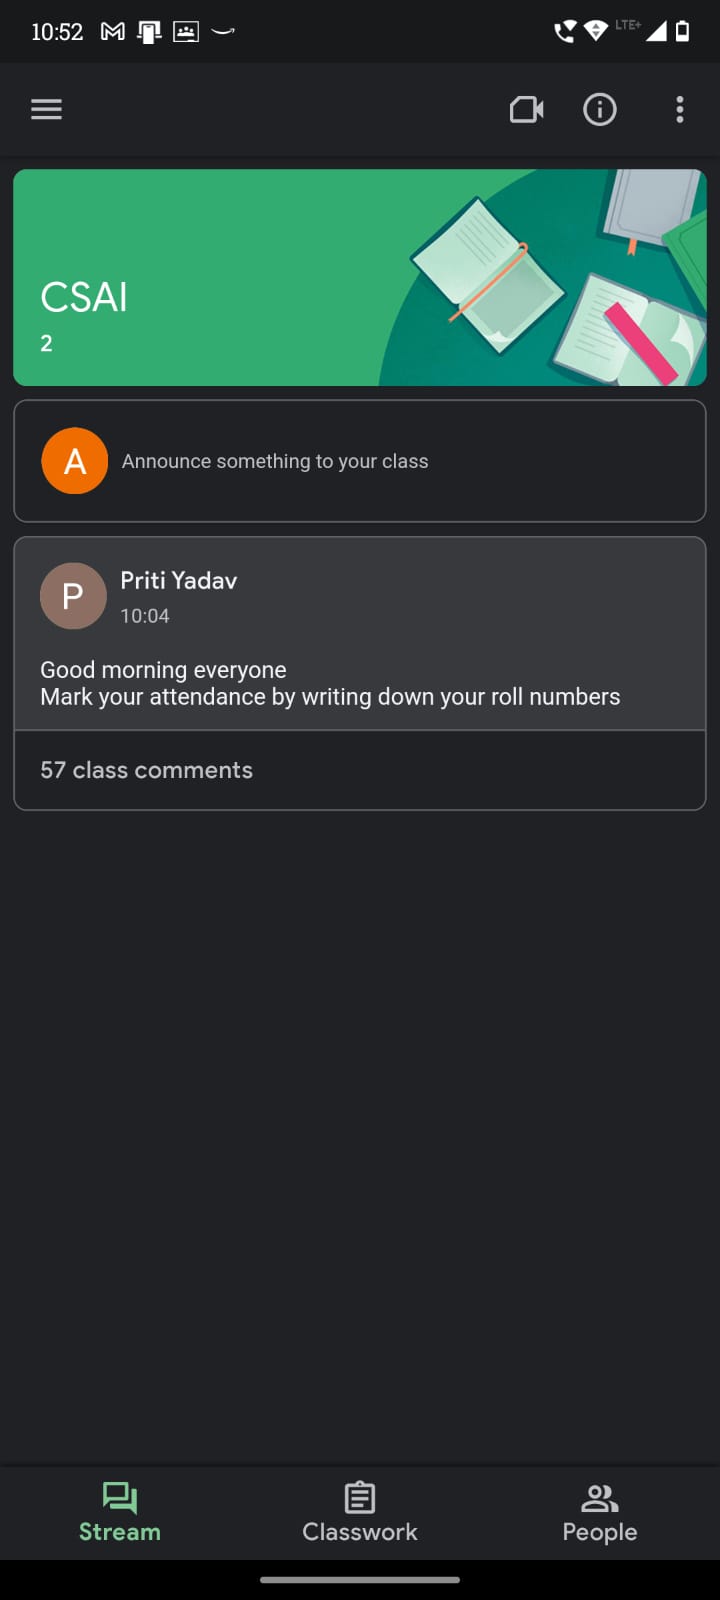 10:52
LTE+
CSAI
2
A
Announce something to your class
P
Priti Yadav
10:04
Good morning everyone
Mark your attendance by writing down your roll numbers
57 class comments
Stream
Classwork
People